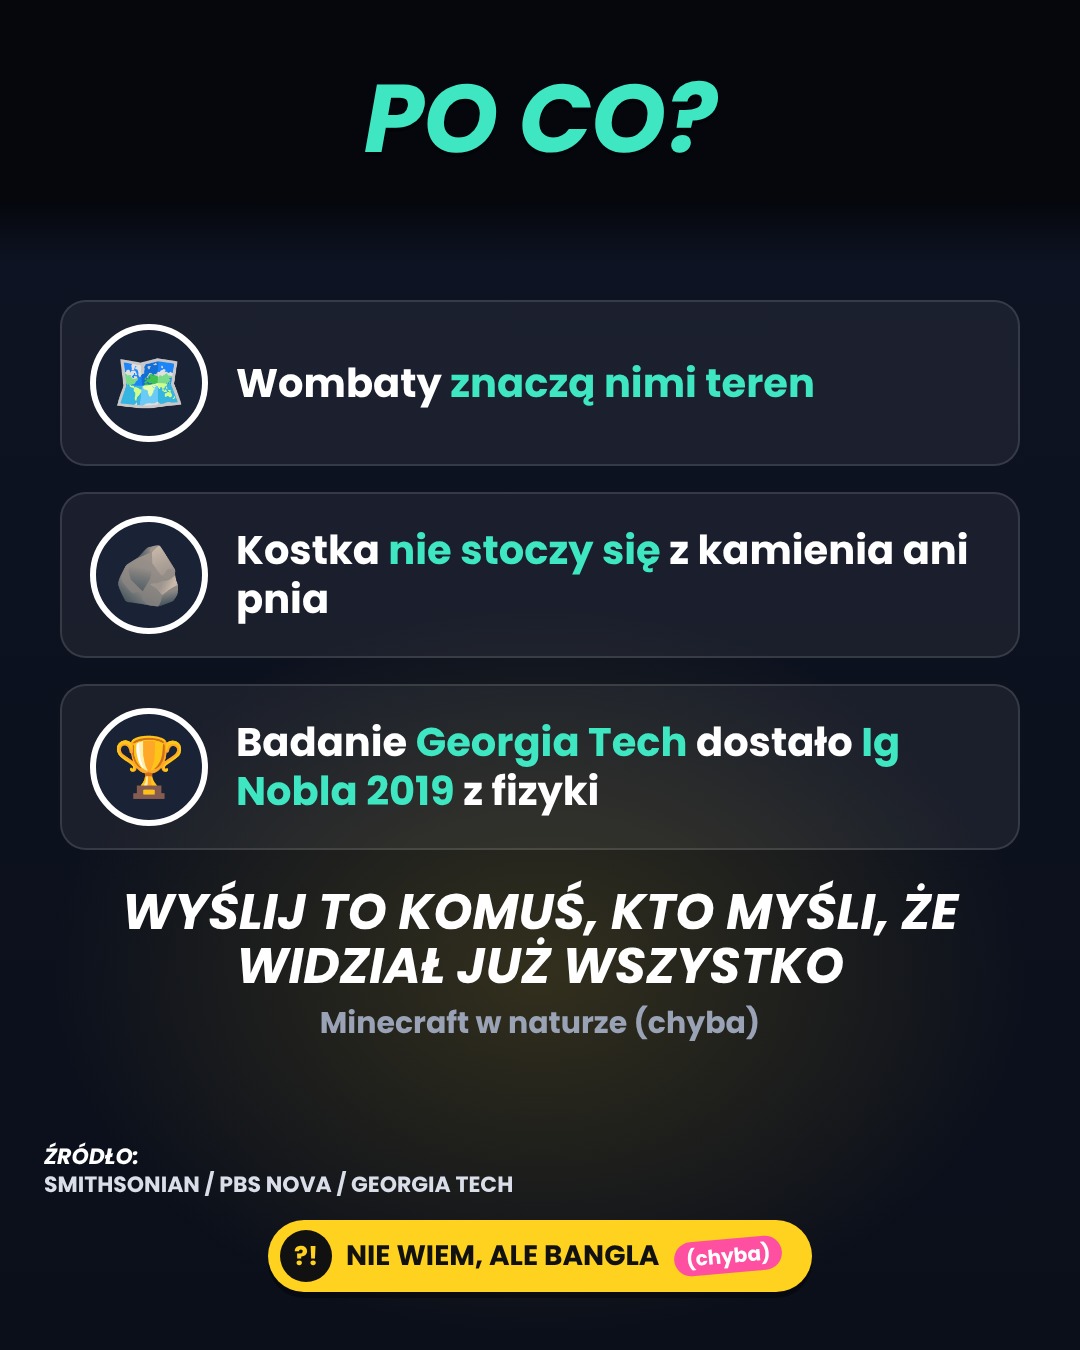 PO CO?
Wombaty znaczą nimi teren
Kostka nie stoczy się z kamienia ani
pnia
Badanie Georgia Tech dostało Ig
Nobla 2019 z fizyki
WYŚLIJ TO KOMUŚ, KTO MYŚLI, ŻE
WIDZIAŁ JUŻ WSZYSTKO
Minecraft w naturze (chyba)
ŹRÓDŁO:
SMITHSONIAN / PBS NOVA / GEORGIA TECH
?! NIE WIEM, ALE BANGLA (chyba)